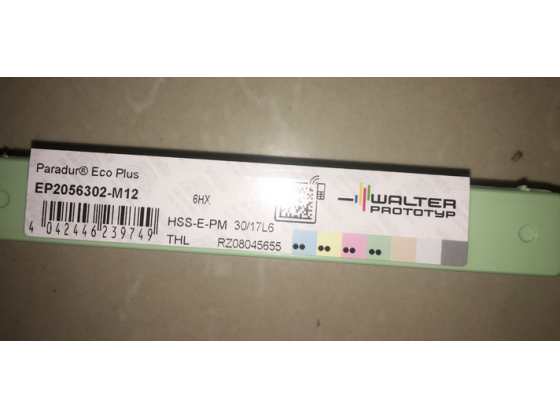 Paradur® Eco Plus
EP2056302-M12
6HX
4 042446 239749
HSS-E-PM 30/17L6
THL RZ08045655
WALTER
PROTOTYP